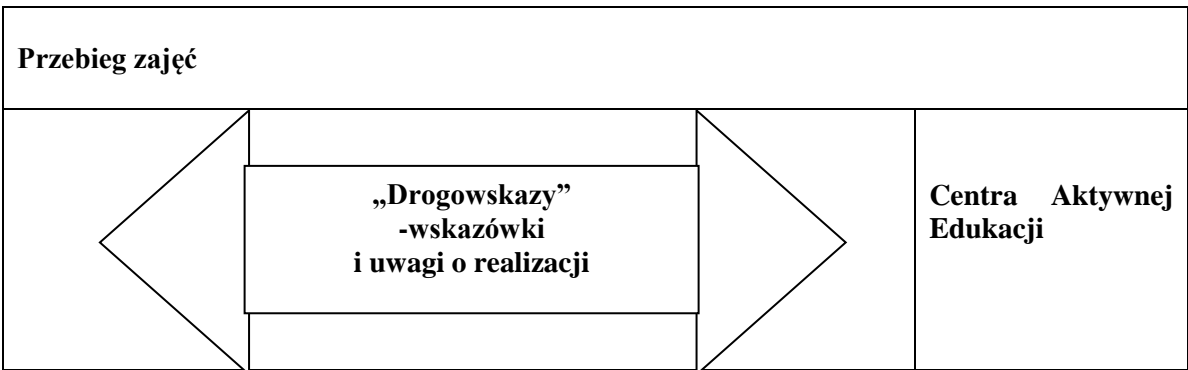 Przebieg zajęć
„Drogowskazy”
-wskazówki
i uwagi o realizacji
Centra Aktywnej
Edukacji